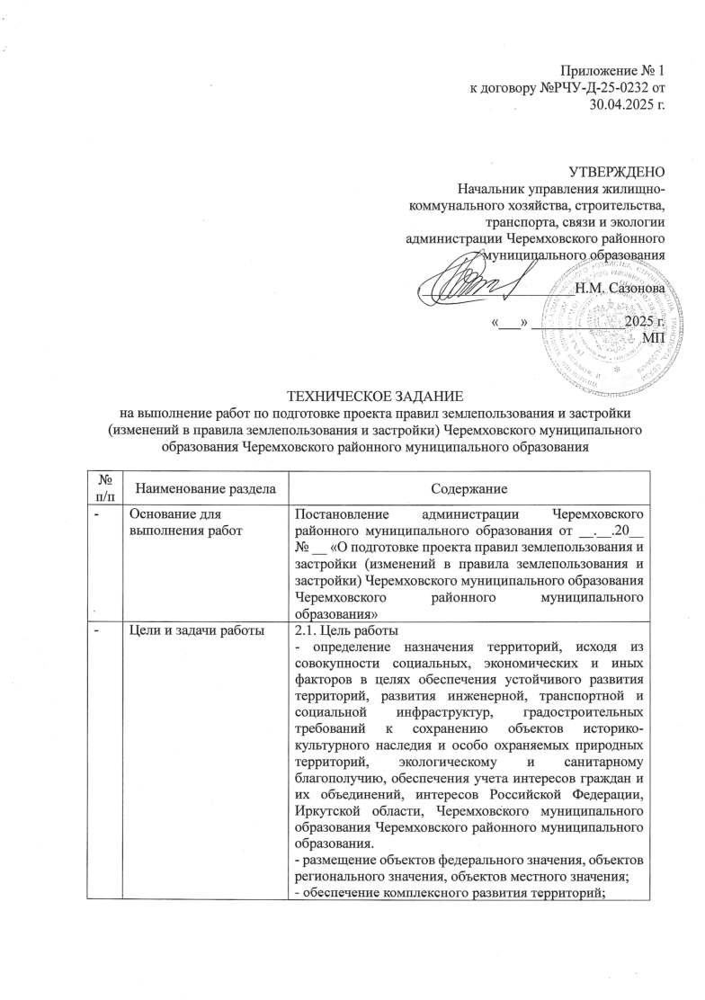 Приложение № 1
к договору №РЧУ-Д-25-0232 от
30.04.2025 г.
УТВЕРЖДЕНО
Начальник управления жилищно-
коммунального хозяйства, строительства,
транспорта, связи и экологии
администрации Черемховского районного
муниципального образования
Н.М. Сазонова
«___» _____________2025 г.
МП
ТЕХНИЧЕСКОЕ ЗАДАНИЕ
на выполнение работ по подготовке проекта правил землепользования и застройки
(изменений в правила землепользования и застройки) Черемховского муниципального
образования Черемховского районного муниципального образования
№
п/п
Наименование раздела
Содержание
-
Основание для
выполнения работ
Постановление администрации Черемховского
районного муниципального образования от __.__.20__
№ __ «О подготовке проекта правил землепользования и
застройки (изменений в правила землепользования и
застройки) Черемховского муниципального образования
Черемховского районного муниципального
образования»
-
Цели и задачи работы
2.1. Цель работы
- определение назначения территорий, исходя из
совокупности социальных, экономических и иных
факторов в целях обеспечения устойчивого развития
территорий, развития инженерной, транспортной и
социальной инфраструктур, градостроительных
требований к сохранению объектов историко-
культурного наследия и особо охраняемых природных
территорий, экологическому и санитарному
благополучию, обеспечения учета интересов граждан и
их объединений, интересов Российской Федерации,
Иркутской области, Черемховского муниципального
образования Черемховского районного муниципального
образования.
- размещение объектов федерального значения, объектов
регионального значения, объектов местного значения;
- обеспечение комплексного развития территорий;